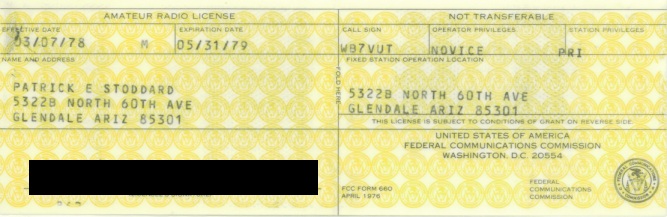 AMATEUR RADIO LICENSE
NOT TRANSFERABLE
EFFECTIVE DATE
EXPIRATION DATE
CALL SIGN
OPERATOR PRIVILEGES
STATION PRIVILEGES
03/07/78 M 05/31/79
WB7VUT NOVICE PRI
NAME AND ADDRESS
FIXED STATION OPERATION LOCATION
PATRICK E STODDARD
5322B NORTH 60TH AVE
GLENDALE ARIZ 85301
FOLD HERE
5322B NORTH 60TH AVE
GLENDALE ARIZ 85301
THIS LICENSE IS SUBJECT TO CONDITIONS OF GRANT ON REVERSE SIDE
UNITED STATES OF AMERICA
FEDERAL COMMUNICATIONS COMMISSION
WASHINGTON, D.C. 20554
FCC FORM 660
APRIL 1976
FEDERAL
COMMUNICATIONS
COMMISSION